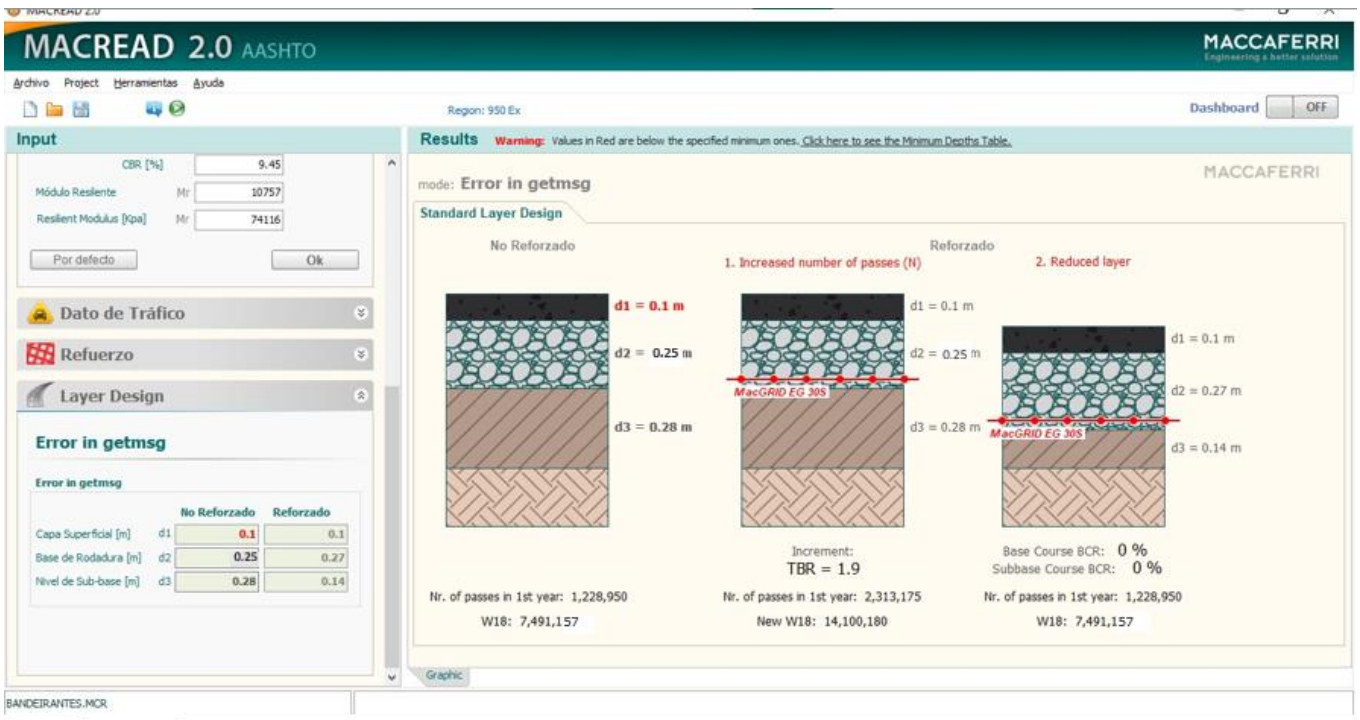 MACREAD 2.0
MACREAD 2.0 AASHTO
MACCAFERRI
Engineering a better solution
Archivo Project Herramientas Ayuda
Region: 950 Ex
Dashboard OFF
Input
CBR [%] 9.45
Módulo Resilente Mr 10757
Resilient Modulus [Kpa] Mr 74116
Por defecto Ok
Dato de Tráfico
Refuerzo
Layer Design
Error in getmsg
Error in getmsg
No Reforzado Reforzado
Capa Superficial [m] d1 0.1 0.1
Base de Rodadura [m] d2 0.25 0.27
Nivel de Sub-base [m] d3 0.28 0.14
Results Warning: Values in Red are below the specified minimum ones. Click here to see the Minimum Depths Table.
MACCAFERRI
mode: Error in getmsg
Standard Layer Design
No Reforzado
Reforzado
1. Increased number of passes (N)
2. Reduced layer
d1 = 0.1 m
d2 = 0.25 m
d3 = 0.28 m
d1 = 0.1 m
d2 = 0.25 m
MacGRID EG 30S
d3 = 0.28 m
d1 = 0.1 m
d2 = 0.27 m
MacGRID EG 30S
d3 = 0.14 m
Increment:
TBR = 1.9
Base Course BCR: 0 %
Subbase Course BCR: 0 %
Nr. of passes in 1st year: 1,228,950
W18: 7,491,157
Nr. of passes in 1st year: 2,313,175
New W18: 14,100,180
Nr. of passes in 1st year: 1,228,950
W18: 7,491,157
Graphic
BANDEIRANTES.MCR